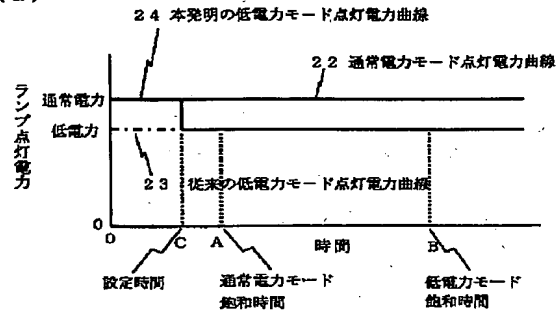 24 本発明の低電力モード点灯電力曲線
22 通常電力モード点灯電力曲線
ランプ点灯電力
通常電力
低電力
23 従来の低電力モード点灯電力曲線
0
0
C
A
時間
B
設定時間
通常電力モード
飽和時間
低電力モード
飽和時間